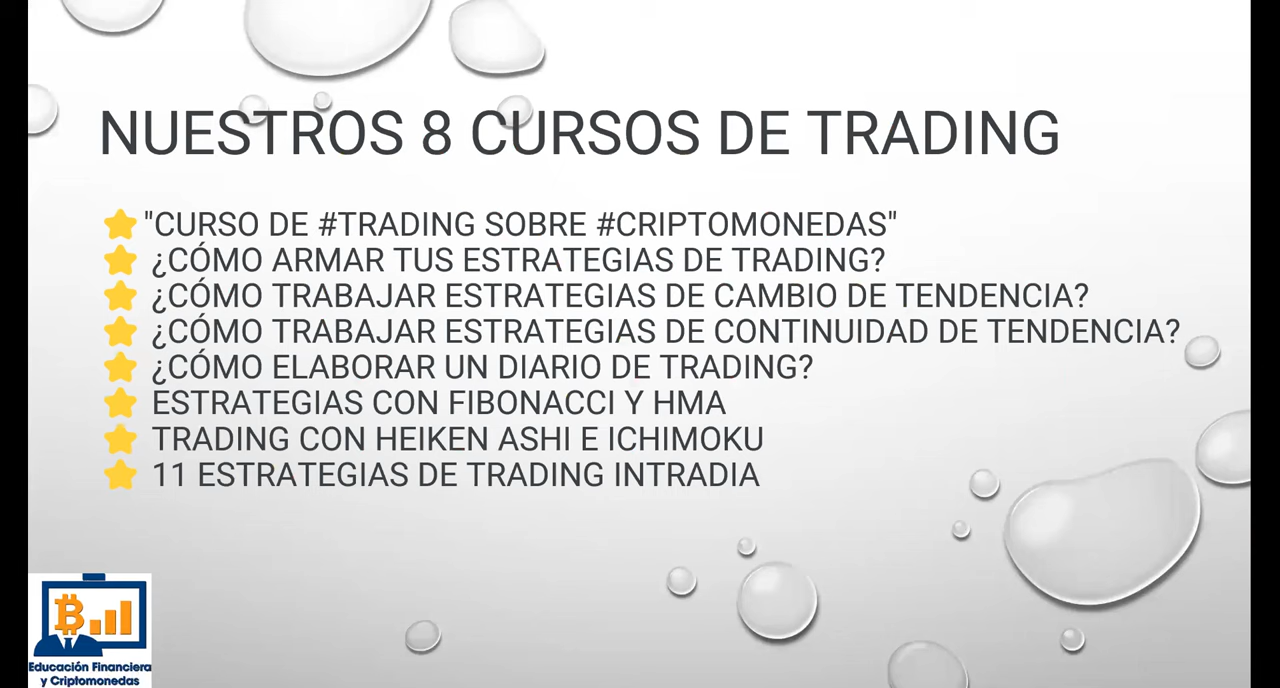 NUESTROS 8 CURSOS DE TRADING
"CURSO DE #TRADING SOBRE #CRIPTOMONEDAS"
¿CÓMO ARMAR TUS ESTRATEGIAS DE TRADING?
¿CÓMO TRABAJAR ESTRATEGIAS DE CAMBIO DE TENDENCIA?
¿CÓMO TRABAJAR ESTRATEGIAS DE CONTINUIDAD DE TENDENCIA?
¿CÓMO ELABORAR UN DIARIO DE TRADING?
ESTRATEGIAS CON FIBONACCI Y HMA
TRADING CON HEIKEN ASHI E ICHIMOKU
11 ESTRATEGIAS DE TRADING INTRADIA
Educación Financiera
y Criptomonedas